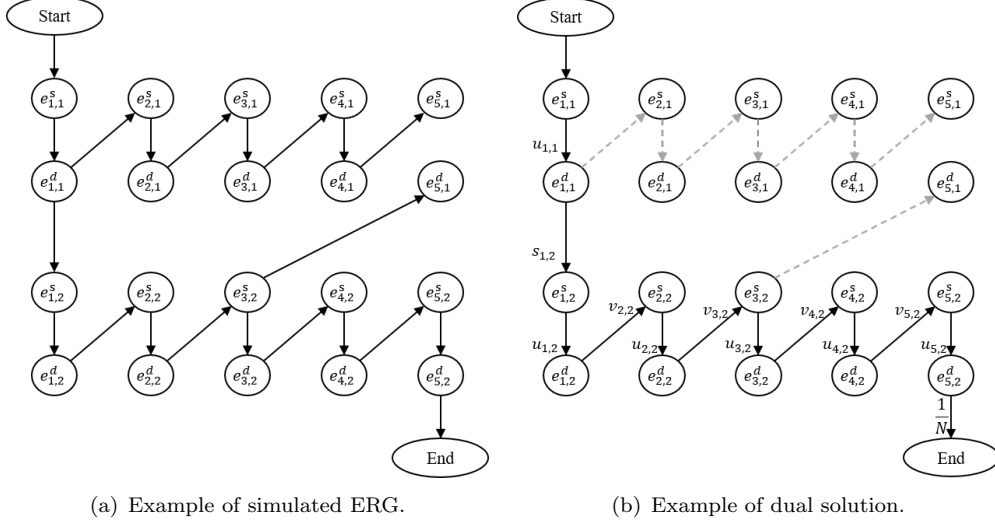 Start Start
e^s_{1,1} e^s_{2,1} e^s_{3,1} e^s_{4,1} e^s_{5,1} e^s_{1,1} e^s_{2,1} e^s_{3,1} e^s_{4,1} e^s_{5,1}
u_{1,1}
e^d_{1,1} e^d_{2,1} e^d_{3,1} e^d_{4,1} e^d_{5,1} e^d_{1,1} e^d_{2,1} e^d_{3,1} e^d_{4,1} e^d_{5,1}
s_{1,2}
e^s_{1,2} e^s_{2,2} e^s_{3,2} e^s_{4,2} e^s_{5,2} e^s_{1,2} e^s_{2,2} e^s_{3,2} e^s_{4,2} e^s_{5,2}
v_{2,2} v_{3,2} v_{4,2} v_{5,2}
u_{1,2} u_{2,2} u_{3,2} u_{4,2} u_{5,2}
e^d_{1,2} e^d_{2,2} e^d_{3,2} e^d_{4,2} e^d_{5,2} e^d_{1,2} e^d_{2,2} e^d_{3,2} e^d_{4,2} e^d_{5,2}
1/N
End End
(a) Example of simulated ERG. (b) Example of dual solution.